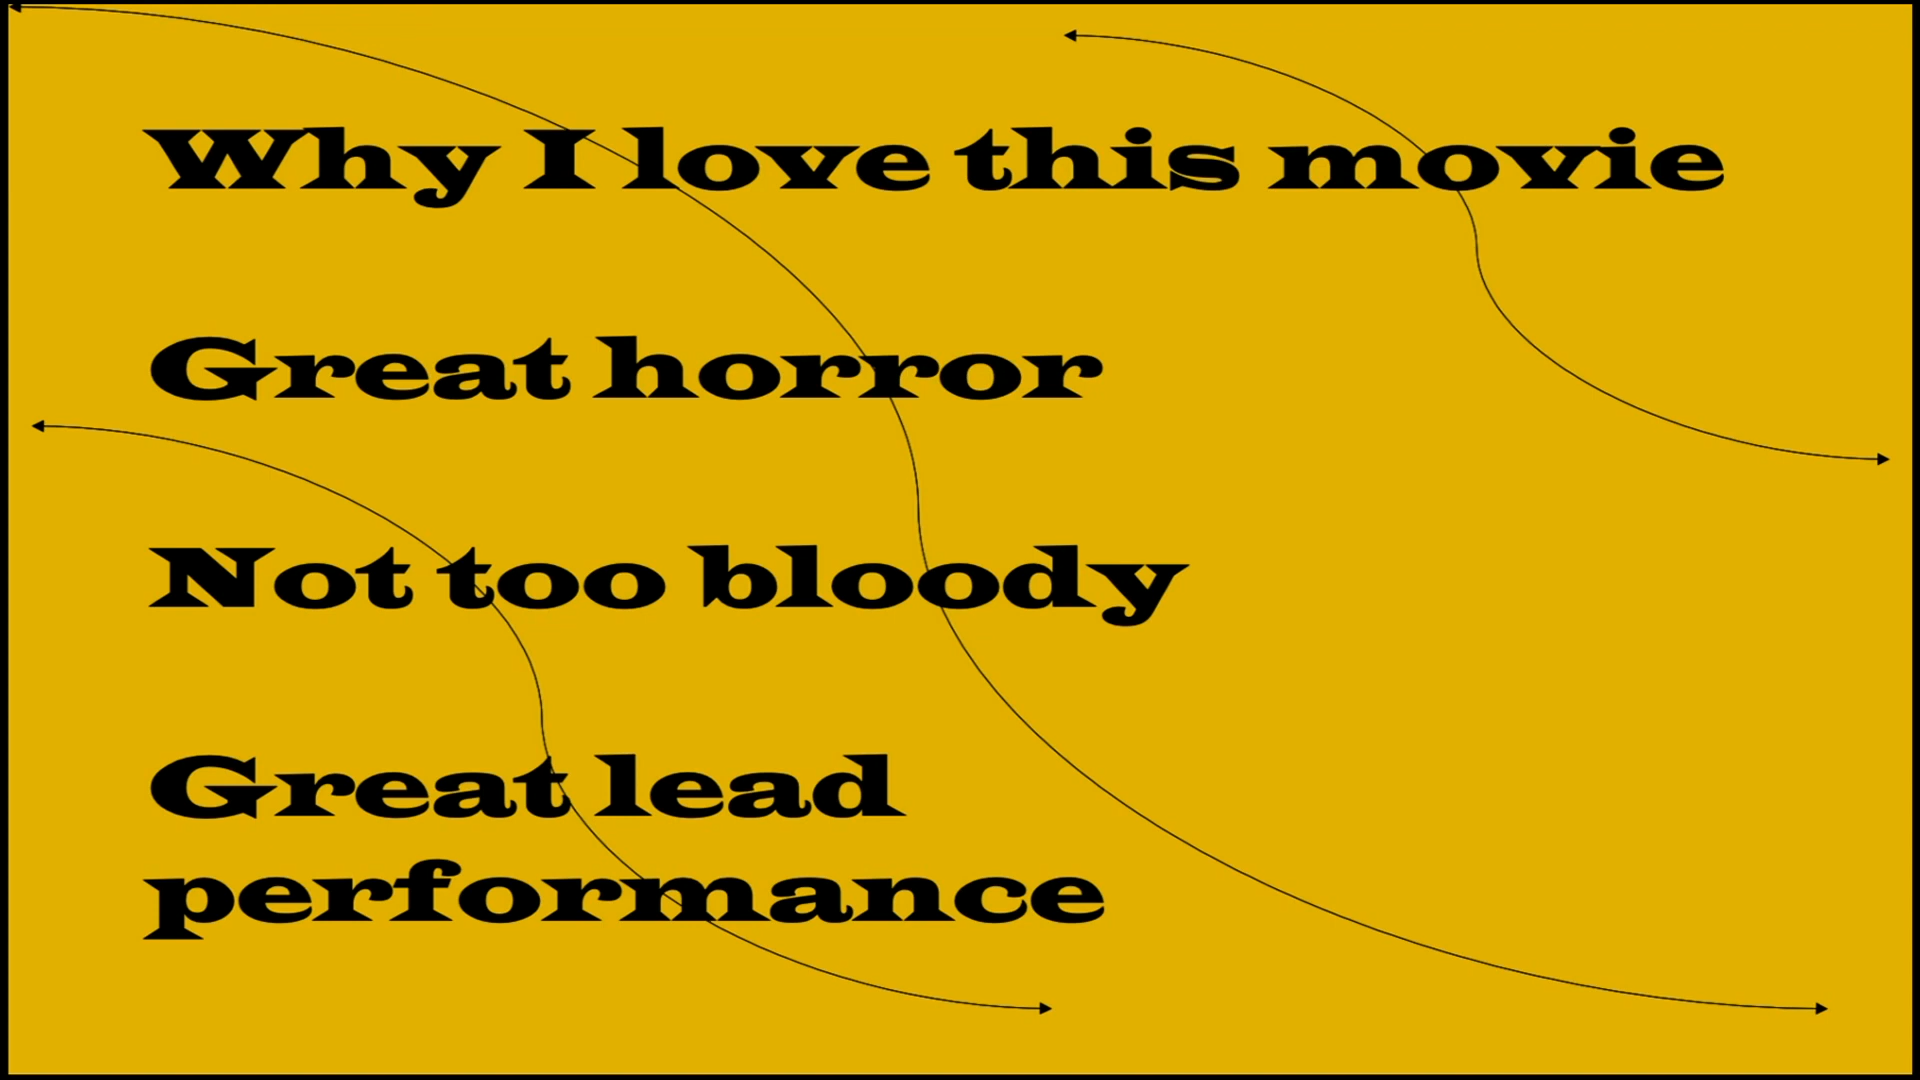 Why I love this movie
Great horror
Not too bloody
Great lead
performance